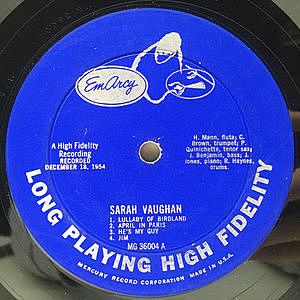 EmArcy
A High Fidelity
Recording
RECORDED
DECEMBER 18, 1954
H. Mann, flute; C.
Brown, trumpet; P.
Quinichette, tenor sax;
J. Benjamin, bass; J.
Jones, piano; R. Haynes,
drums.
SARAH VAUGHAN
1. LULLABY OF BIRDLAND
2. APRIL IN PARIS
3. HE'S MY GUY
4. JIM
MG 36004 A
LONG PLAYING HIGH FIDELITY
MERCURY RECORD CORPORATION MADE IN U.S.A.